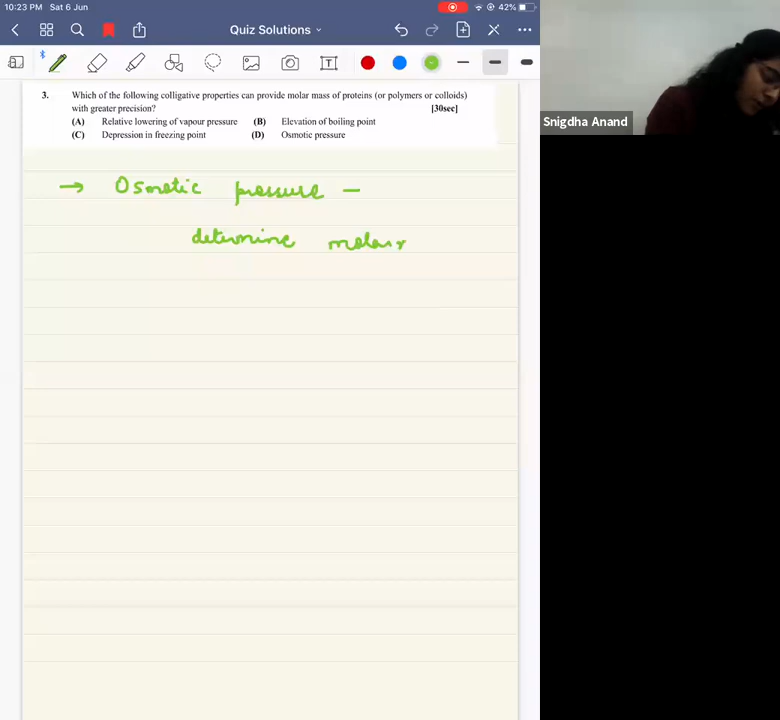 10:23 PM Sat 6 Jun 42%
Quiz Solutions
T
3. Which of the following colligative properties can provide molar mass of proteins (or polymers or colloids)
with greater precision? [30sec]
(A) Relative lowering of vapour pressure (B) Elevation of boiling point
(C) Depression in freezing point (D) Osmotic pressure
→ Osmotic pressure –
determine molar
Snigdha Anand